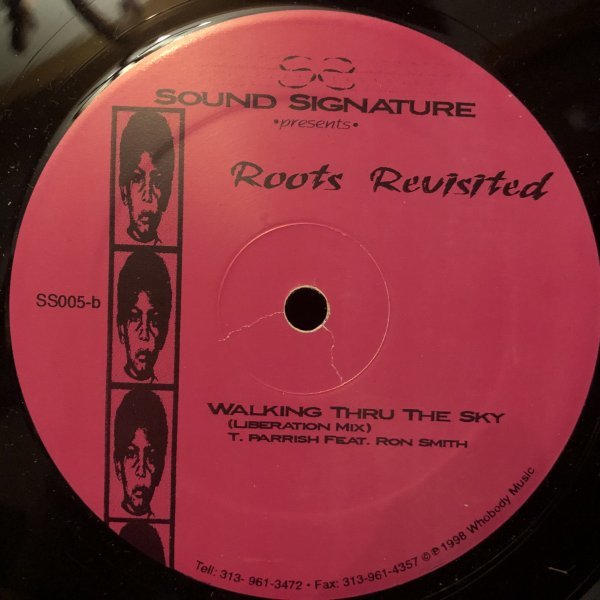 SS
SOUND SIGNATURE
•presents•
Roots Revisited
SS005-b
WALKING THRU THE SKY
(LIBERATION MIX)
T. PARRISH FEAT. RON SMITH
Tell: 313- 961-3472 • Fax: 313-961-4357 © ℗ 1998 Whobody Music